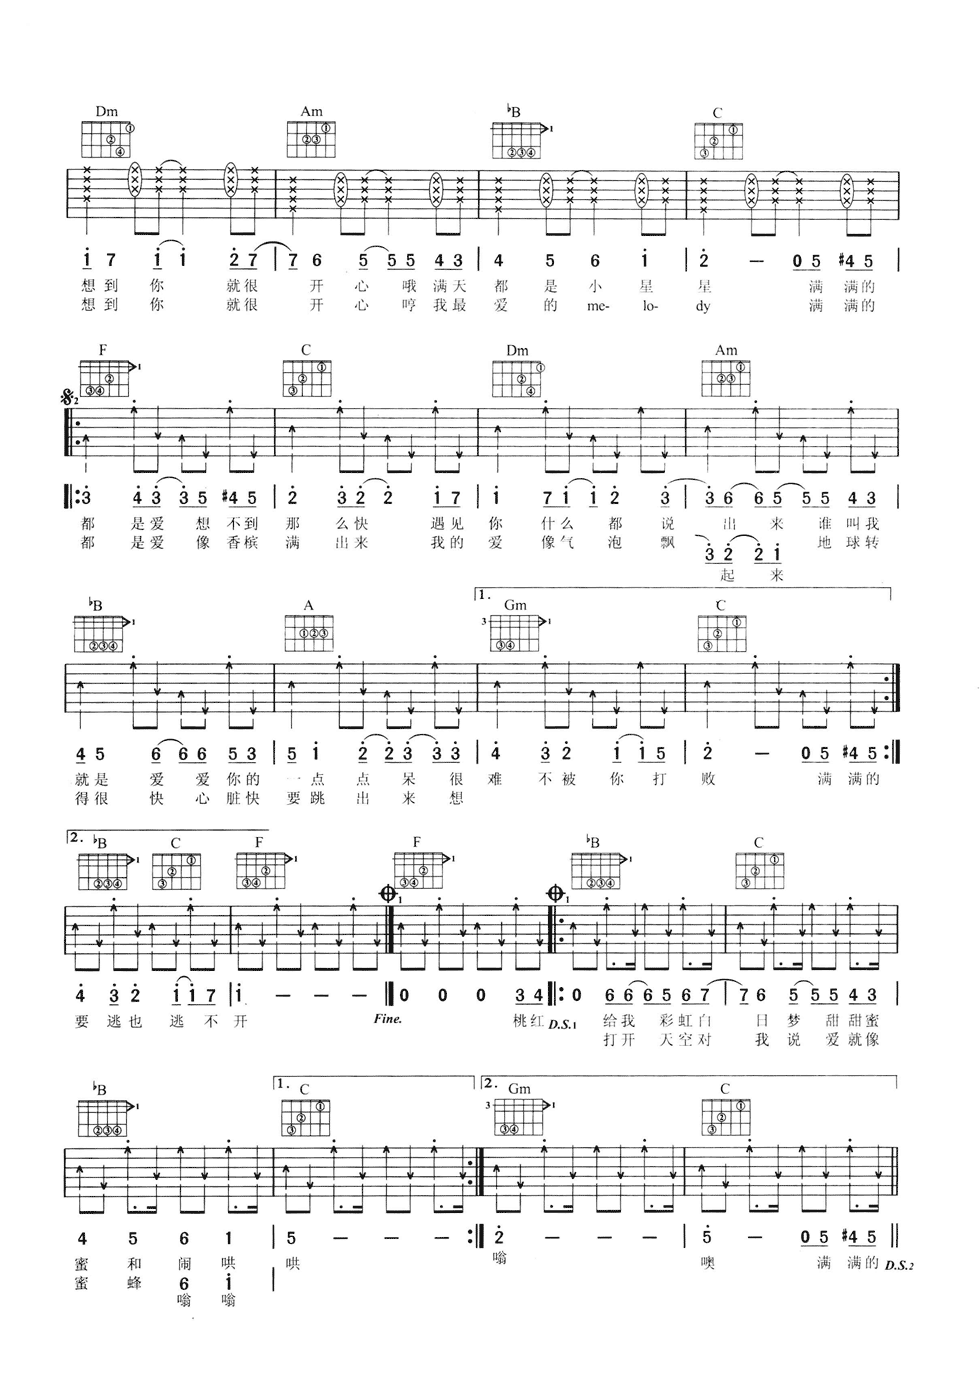 Dm Am ♭B C
1 7 1 1 2 7 | 7 6 5 5 5 4 3 | 4 5 6 1 | 2 — 0 5 #4 5 |
想到 你 就很 开 心 哦 满天 都 是 小 星 星 满 满的
想到 你 就很 开 心 哼 我最 爱 的 me- lo- dy 满 满的
F C Dm Am
𝄋2
‖: 3 4 3 3 5 #4 5 | 2 3 2 2 1 7 | 1 7 1 1 2 3 | 3 6 6 5 5 5 4 3 |
都 是爱 想 不到 那 么快 遇见 你 什么 都 说 出 来 谁 叫我
都 是爱 像 香槟 满 出来 我的 爱 像气 泡 飘 地 球转
3 2 2 1
起 来
♭B A 1. Gm C
4 5 6 6 6 5 3 | 5 1 2 2 3 3 3 | 4 3 2 1 1 5 | 2 — 0 5 #4 5 :‖
就是 爱 爱 你的 一点 点 呆 很 难 不被 你 打 败 满 满的
得很 快 心 脏快 要跳 出 来 想
2. ♭B C F F ♭B C
4 3 2 1 1 7 | 1 — — — ‖ 0 0 0 3 4 ‖: 0 6 6 6 5 6 7 | 7 6 5 5 5 4 3 |
要 逃也 逃 不 开 Fine. 桃红 D.S.1 给我 彩虹白 日 梦 甜 甜蜜
打开 天空对 我 说 爱 就像
♭B 1. C 2. Gm C
4 5 6 1 | 5 — — — :‖ 2 — — — | 5 — 0 5 #4 5 ‖
蜜 和 闹 哄 哄 嗡 噢 满 满的 D.S.2
蜜 蜂 6 1 |
嗡 嗡